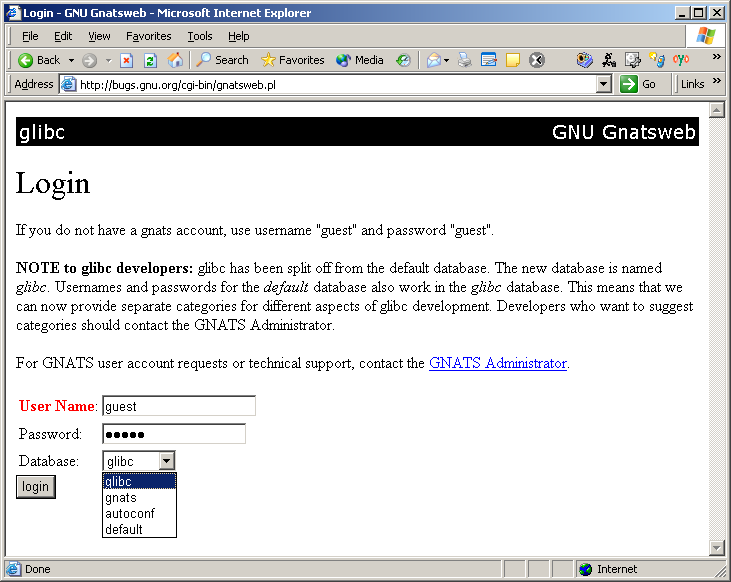 Login - GNU Gnatsweb - Microsoft Internet Explorer
File Edit View Favorites Tools Help
Back Search Favorites Media oyo »
Address http://bugs.gnu.org/cgi-bin/gnatsweb.pl Go Links »
glibc GNU Gnatsweb
Login
If you do not have a gnats account, use username "guest" and password "guest".
NOTE to glibc developers: glibc has been split off from the default database. The new database is named
glibc. Usernames and passwords for the default database also work in the glibc database. This means that we
can now provide separate categories for different aspects of glibc development. Developers who want to suggest
categories should contact the GNATS Administrator.
For GNATS user account requests or technical support, contact the GNATS Administrator.
User Name: guest
Password: ●●●●●
Database: glibc
glibc
login
gnats
autoconf
default
Done Internet